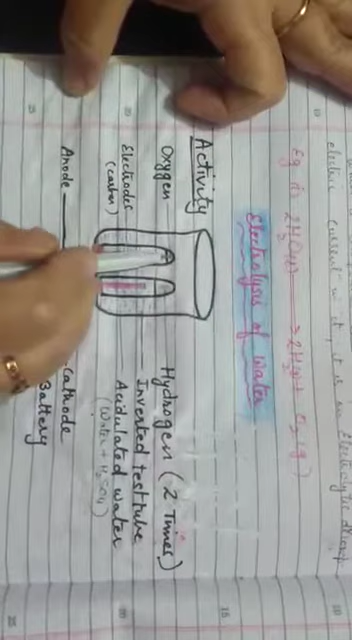 electric current in it, it is an Electrolytic decomp
Eg (i) 2H2O(l) → 2H2(g) + O2(g)
Electrolysis of Water
Activity
Oxygen
Hydrogen (2 Times)
Inverted testtube
Electrodes
(carbon)
Acidulated water
(Water + H2SO4)
Anode
Cathode
Battery